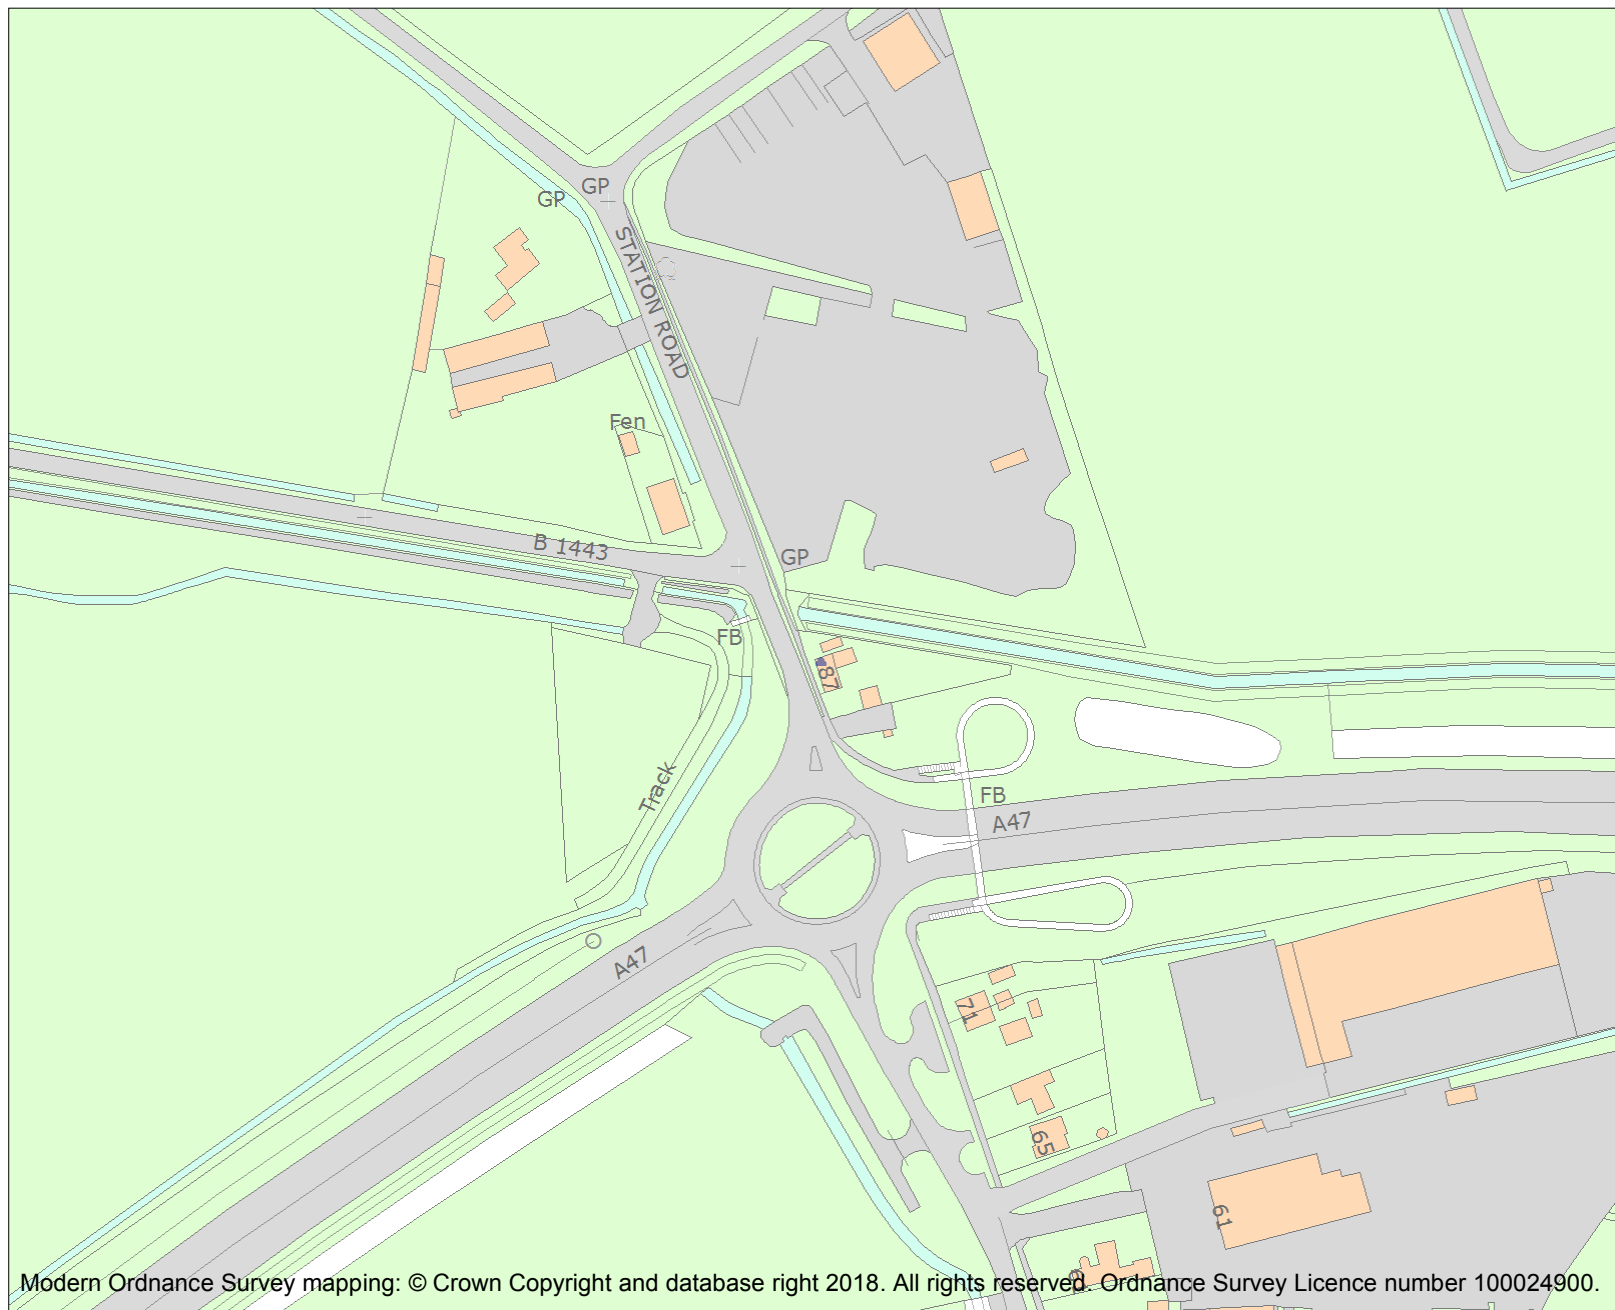 GP
GP
STATION ROAD
Fen
B 1443
GP
FB
87
Track
FB
A47
A47
71
65
61
Modern Ordnance Survey mapping: © Crown Copyright and database right 2018. All rights reserved. Ordnance Survey Licence number 100024900.